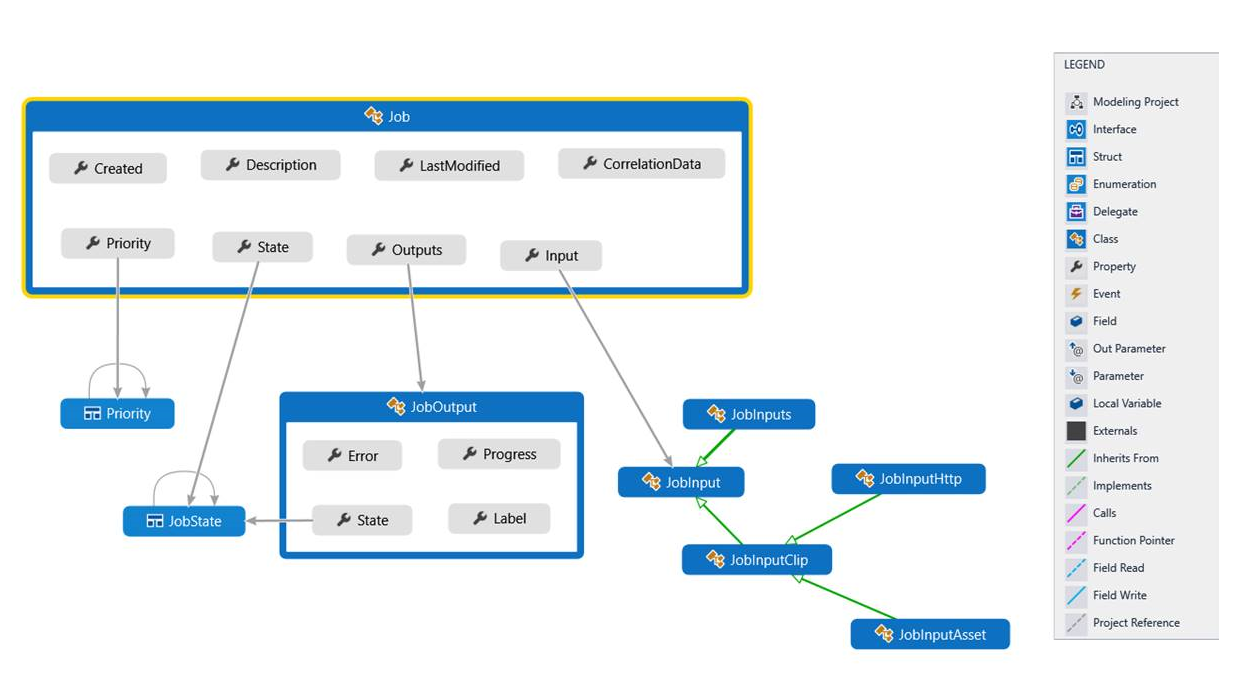 Job
Created
Description
LastModified
CorrelationData
Priority
State
Outputs
Input
Priority
JobState
JobOutput
Error
Progress
State
Label
JobInputs
JobInput
JobInputHttp
JobInputClip
JobInputAsset
LEGEND
Modeling Project
Interface
Struct
Enumeration
Delegate
Class
Property
Event
Field
Out Parameter
Parameter
Local Variable
Externals
Inherits From
Implements
Calls
Function Pointer
Field Read
Field Write
Project Reference